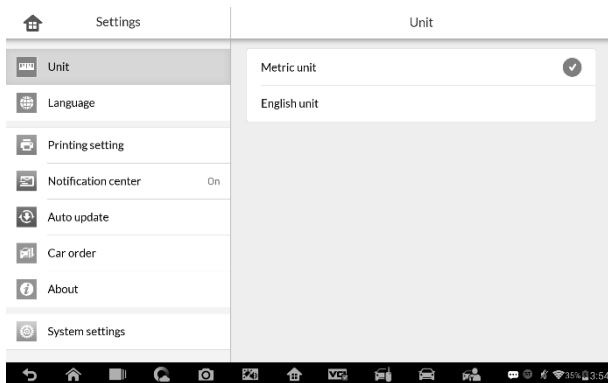 Settings
Unit
Unit
Metric unit
English unit
Language
Printing setting
Notification center On
Auto update
Car order
About
System settings
35% 3:54